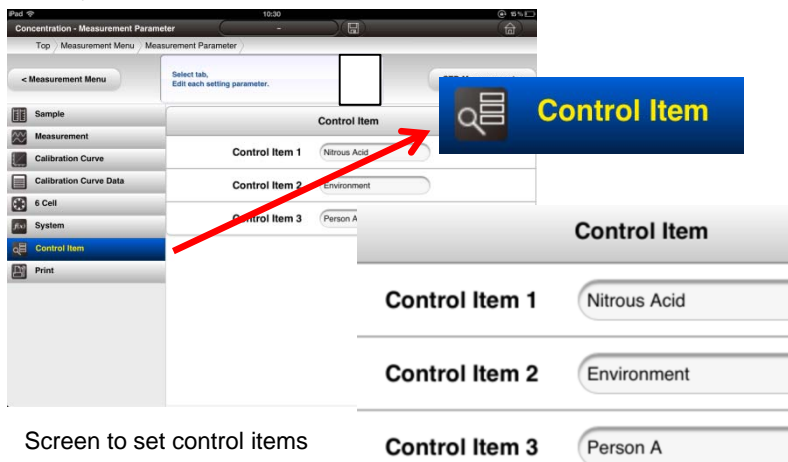 iPad 10:30 15%
Concentration - Measurement Parameter -
Top Measurement Menu Measurement Parameter
< Measurement Menu
Select tab,
Edit each setting parameter.
Sample
Measurement
Calibration Curve
Calibration Curve Data
6 Cell
f(x) System
Control Item
Print
Control Item
Control Item 1 Nitrous Acid
Control Item 2 Environment
Control Item 3 Person A
Control Item
Control Item
Control Item 1 Nitrous Acid
Control Item 2 Environment
Control Item 3 Person A
Screen to set control items